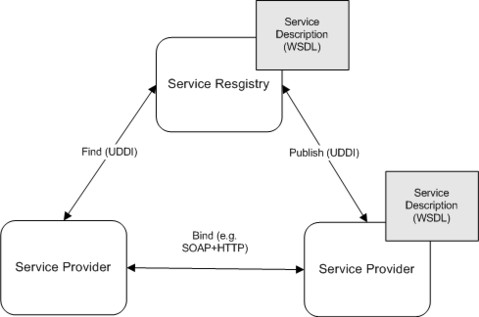 Service
Description
(WSDL)
Service Resgistry
Find (UDDI)
Publish (UDDI)
Service
Description
(WSDL)
Bind (e.g.
SOAP+HTTP)
Service Provider
Service Provider